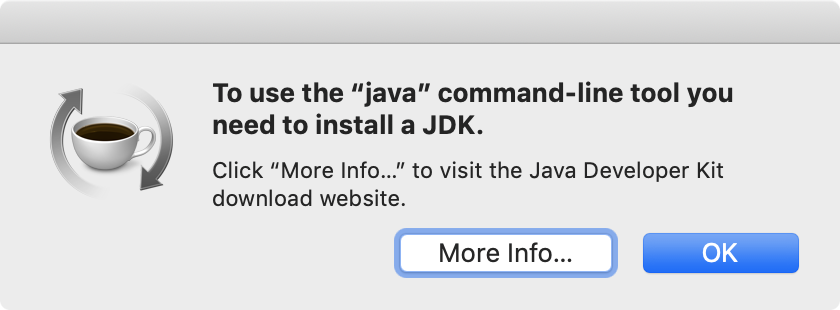 To use the “java” command-line tool you
need to install a JDK.
Click “More Info…” to visit the Java Developer Kit
download website.
More Info…
OK